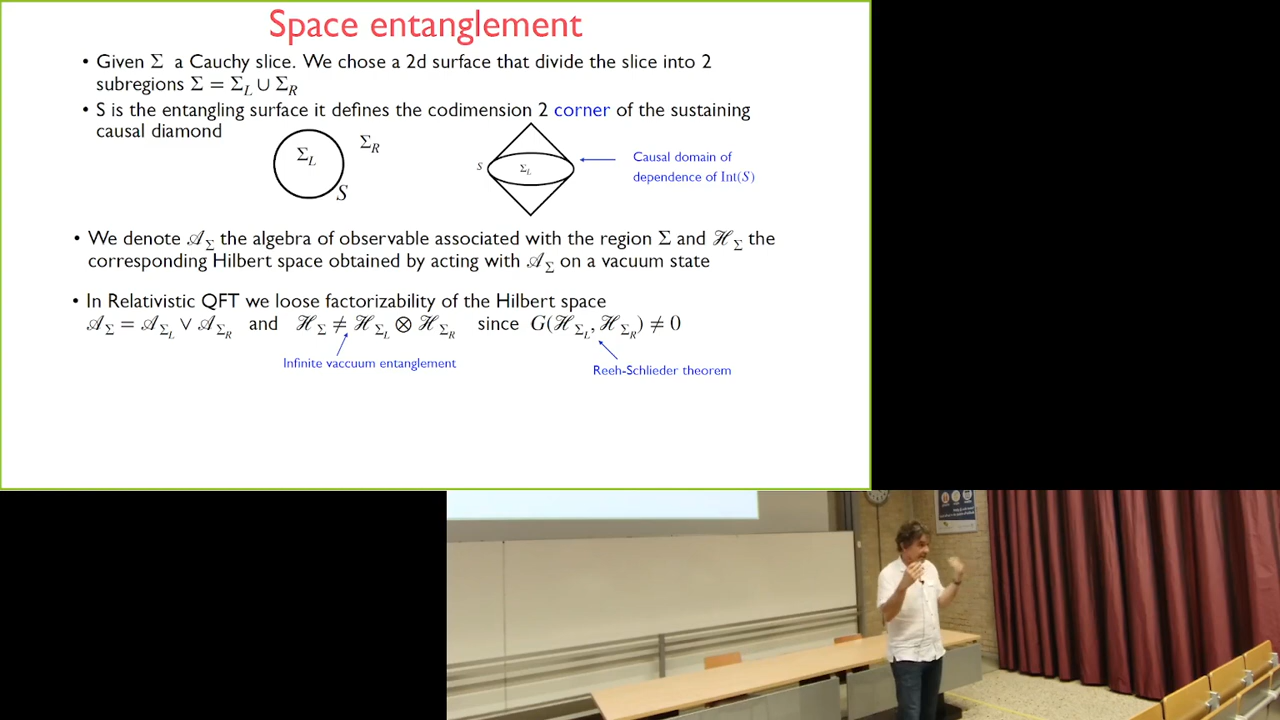 Space entanglement
• Given Σ a Cauchy slice. We chose a 2d surface that divide the slice into 2
subregions Σ = Σ_L ∪ Σ_R
• S is the entangling surface it defines the codimension 2 corner of the sustaining
causal diamond
Σ_L
Σ_R
S
S
Σ_L
Causal domain of
dependence of Int(S)
• We denote 𝒜_Σ the algebra of observable associated with the region Σ and ℋ_Σ the
corresponding Hilbert space obtained by acting with 𝒜_Σ on a vacuum state
• In Relativistic QFT we loose factorizability of the Hilbert space
𝒜_Σ = 𝒜_Σ_L ∨ 𝒜_Σ_R and ℋ_Σ ≠ ℋ_Σ_L ⊗ ℋ_Σ_R since G(ℋ_Σ_L, ℋ_Σ_R) ≠ 0
Infinite vaccuum entanglement
Reeh-Schlieder theorem